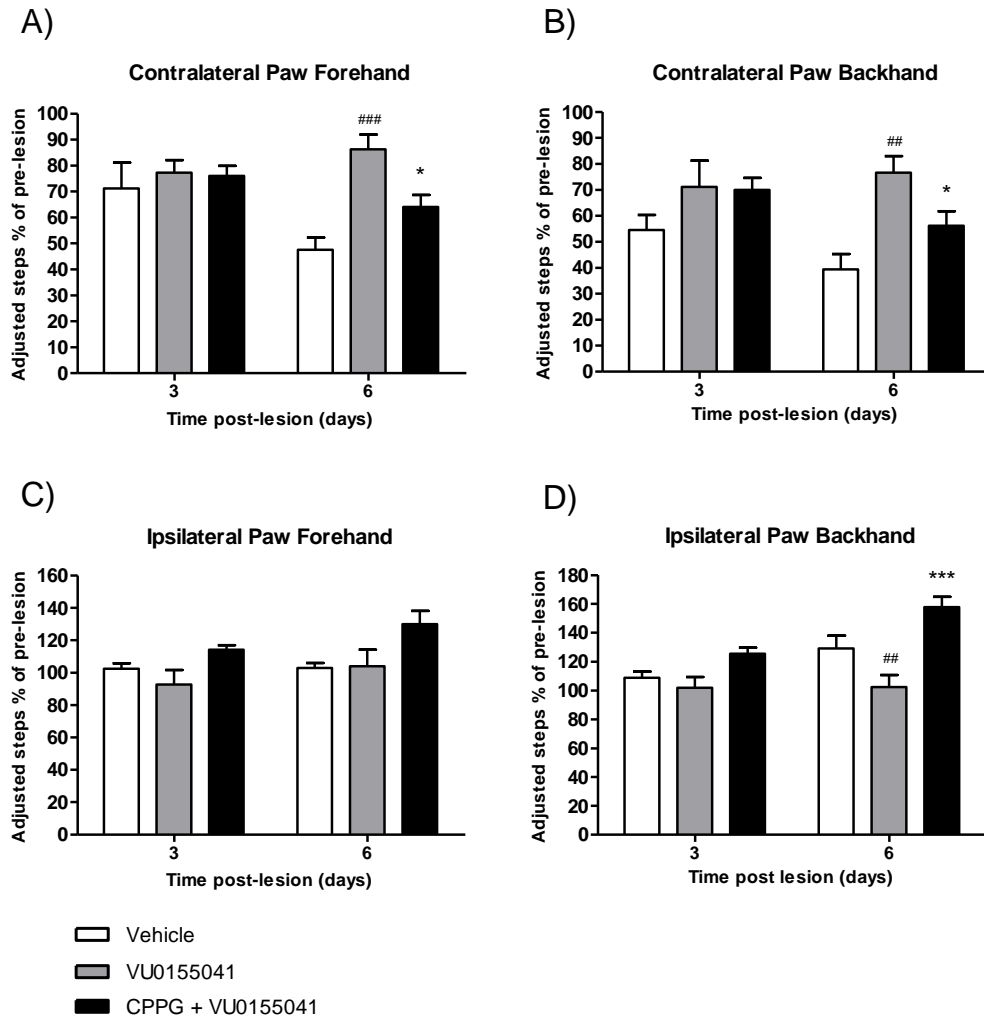 A)
Contralateral Paw Forehand
Adjusted steps % of pre-lesion
100
90
80
70
60
50
40
30
20
10
0
###
*
3 6
Time post-lesion (days)
B)
Contralateral Paw Backhand
Adjusted steps % of pre-lesion
100
90
80
70
60
50
40
30
20
10
0
##
*
3 6
Time post-lesion (days)
C)
Ipsilateral Paw Forehand
Adjusted steps % of pre-lesion
160
140
120
100
80
60
40
20
0
3 6
Time post-lesion (days)
D)
Ipsilateral Paw Backhand
Adjusted steps % of pre-lesion
180
160
140
120
100
80
60
40
20
0
***
##
3 6
Time post lesion (days)
Vehicle
VU0155041
CPPG + VU0155041